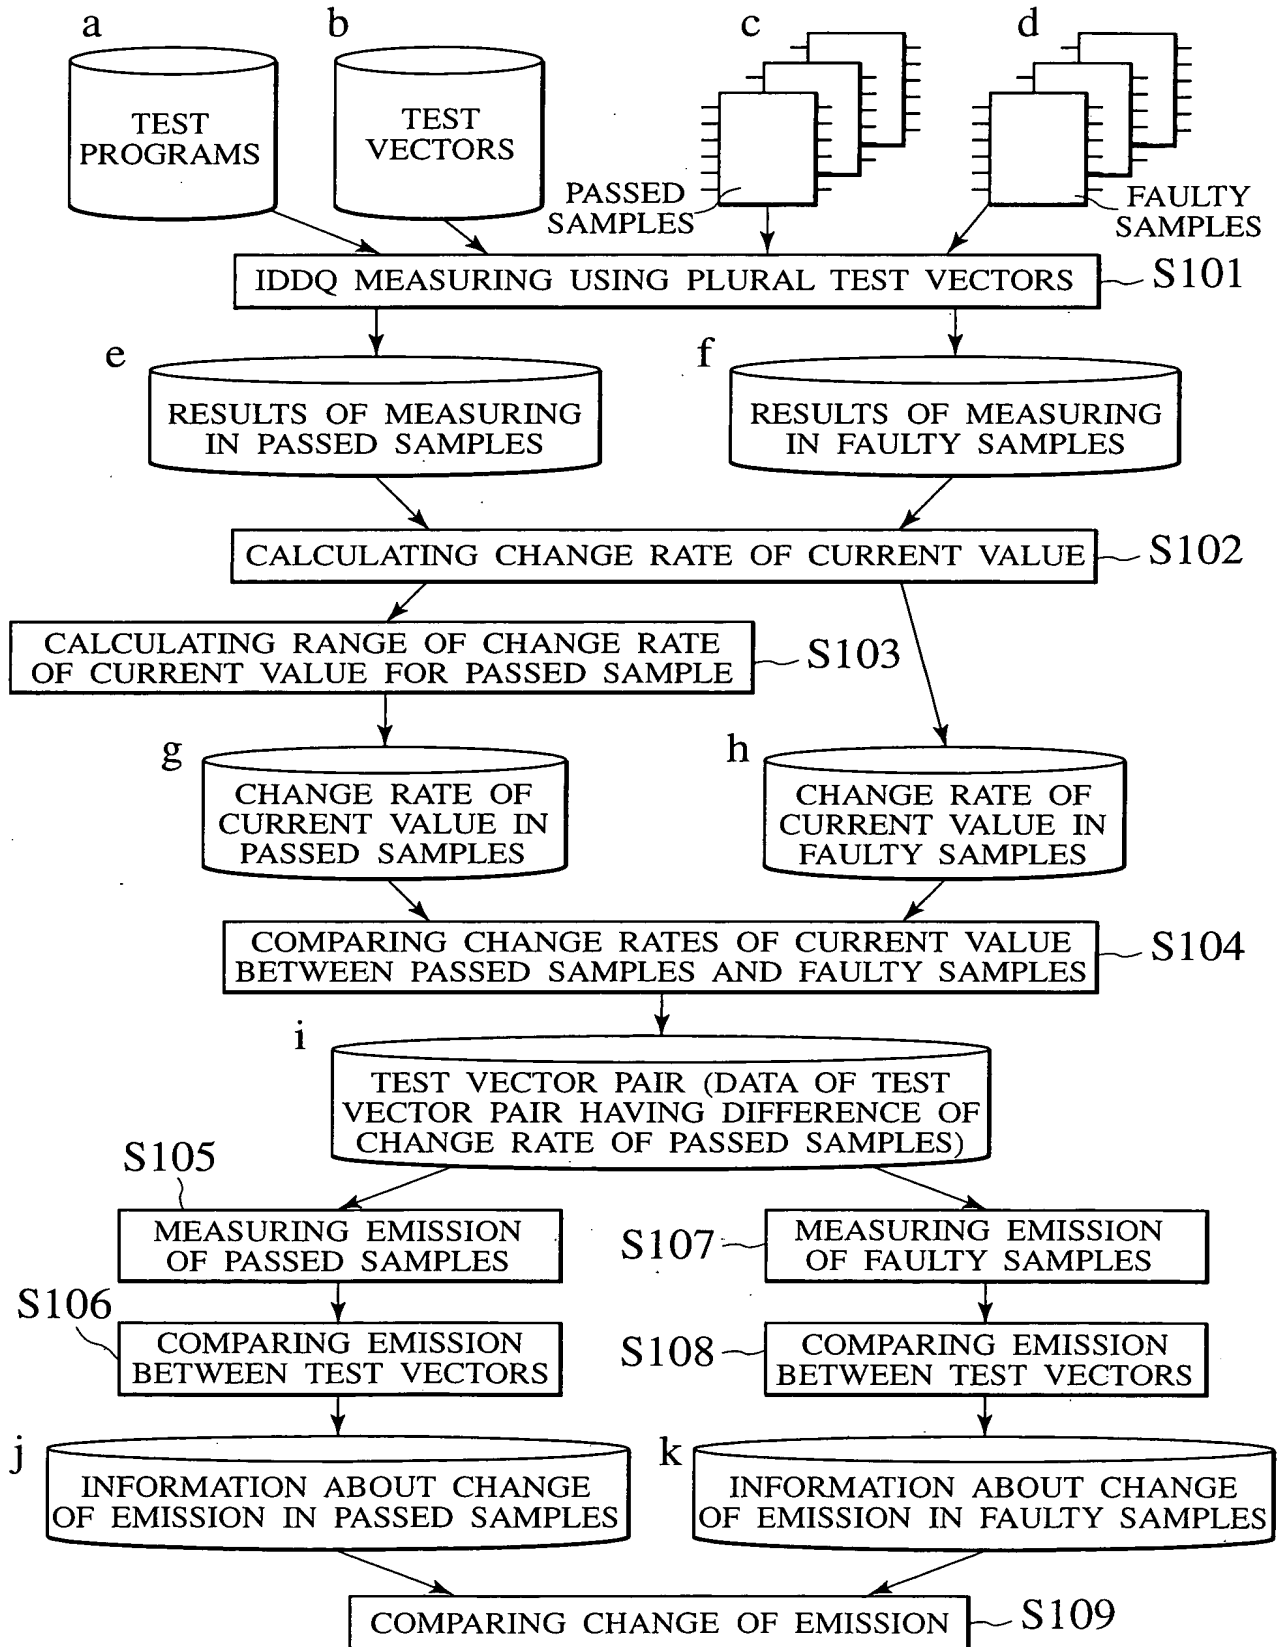 a
b
c
d
TEST
PROGRAMS
TEST
VECTORS
PASSED
SAMPLES
FAULTY
SAMPLES
IDDQ MEASURING USING PLURAL TEST VECTORS
S101
e
f
RESULTS OF MEASURING
IN PASSED SAMPLES
RESULTS OF MEASURING
IN FAULTY SAMPLES
CALCULATING CHANGE RATE OF CURRENT VALUE
S102
CALCULATING RANGE OF CHANGE RATE
OF CURRENT VALUE FOR PASSED SAMPLE
S103
g
h
CHANGE RATE OF
CURRENT VALUE IN
PASSED SAMPLES
CHANGE RATE OF
CURRENT VALUE IN
FAULTY SAMPLES
COMPARING CHANGE RATES OF CURRENT VALUE
BETWEEN PASSED SAMPLES AND FAULTY SAMPLES
S104
i
TEST VECTOR PAIR (DATA OF TEST
VECTOR PAIR HAVING DIFFERENCE OF
CHANGE RATE OF PASSED SAMPLES)
S105
MEASURING EMISSION
OF PASSED SAMPLES
S107
MEASURING EMISSION
OF FAULTY SAMPLES
S106
COMPARING EMISSION
BETWEEN TEST VECTORS
S108
COMPARING EMISSION
BETWEEN TEST VECTORS
j
k
INFORMATION ABOUT CHANGE
OF EMISSION IN PASSED SAMPLES
INFORMATION ABOUT CHANGE
OF EMISSION IN FAULTY SAMPLES
COMPARING CHANGE OF EMISSION
S109